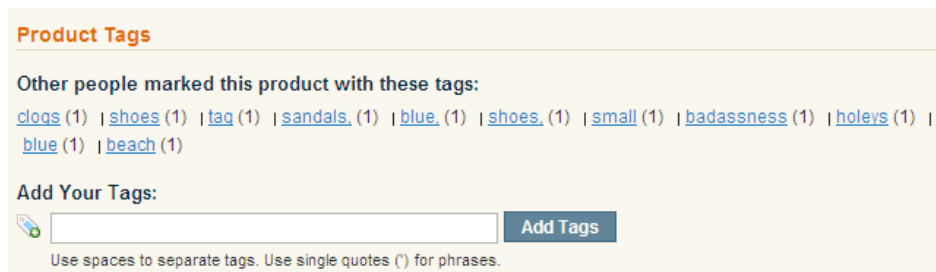 Product Tags
Other people marked this product with these tags:
clogs (1) | shoes (1) | tag (1) | sandals, (1) | blue, (1) | shoes, (1) | small (1) | badassness (1) | holeys (1) |
blue (1) | beach (1)
Add Your Tags:
Add Tags
Use spaces to separate tags. Use single quotes (') for phrases.